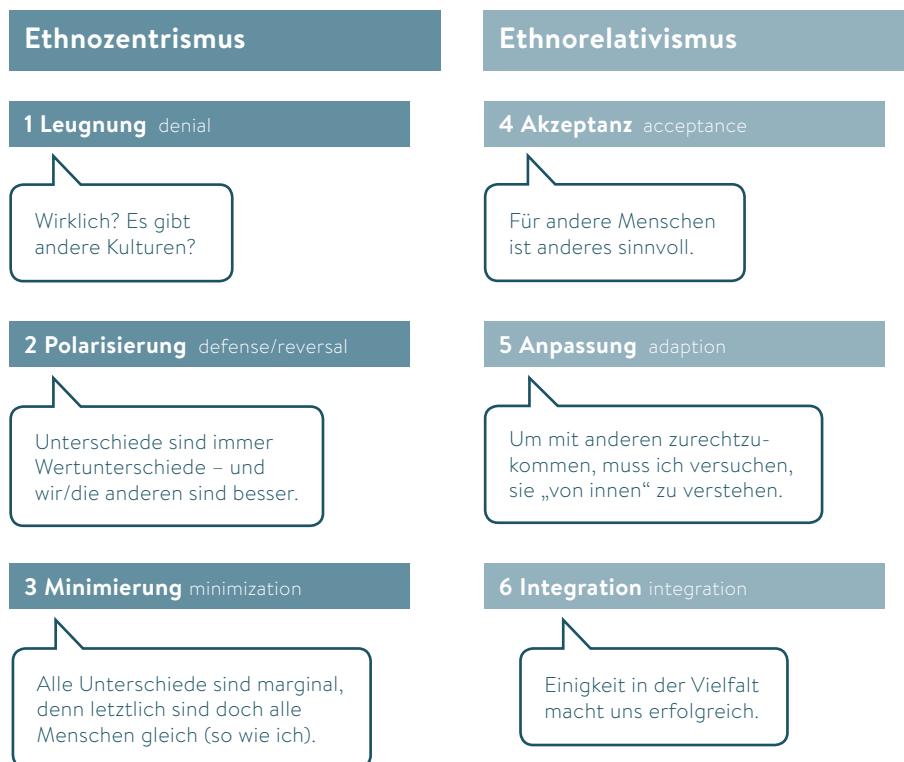 Ethnozentrismus
1 Leugnung denial
Wirklich? Es gibt
andere Kulturen?
2 Polarisierung defense/reversal
Unterschiede sind immer
Wertunterschiede – und
wir/die anderen sind besser.
3 Minimierung minimization
Alle Unterschiede sind marginal,
denn letztlich sind doch alle
Menschen gleich (so wie ich).
Ethnorelativismus
4 Akzeptanz acceptance
Für andere Menschen
ist anderes sinnvoll.
5 Anpassung adaption
Um mit anderen zurechtzu-
kommen, muss ich versuchen,
sie „von innen“ zu verstehen.
6 Integration integration
Einigkeit in der Vielfalt
macht uns erfolgreich.